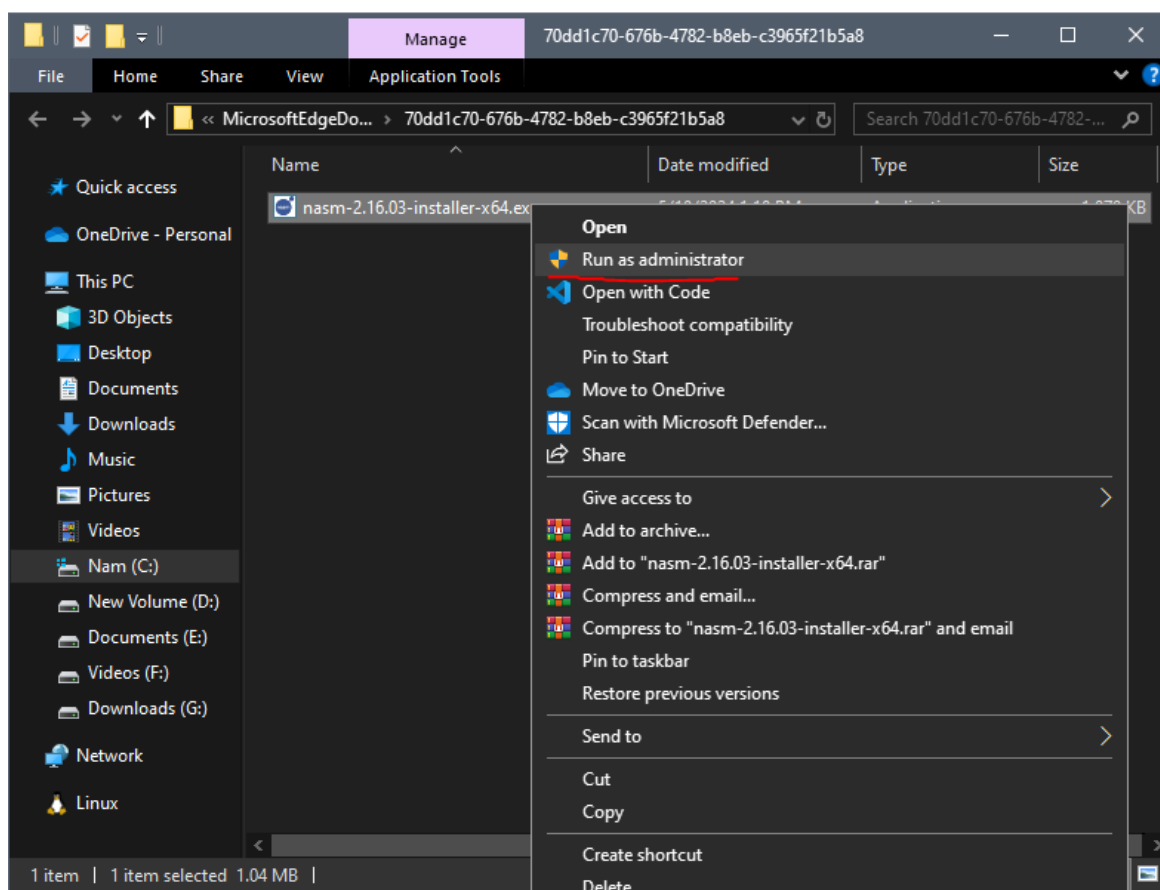 Manage
70dd1c70-676b-4782-b8eb-c3965f21b5a8
File Home Share View Application Tools
?
« MicrosoftEdgeDo... › 70dd1c70-676b-4782-b8eb-c3965f21b5a8
Search 70dd1c70-676b-4782-...
Name Date modified Type Size
nasm-2.16.03-installer-x64.ex
KB
Quick access
OneDrive - Personal
This PC
3D Objects
Desktop
Documents
Downloads
Music
Pictures
Videos
Nam (C:)
New Volume (D:)
Documents (E:)
Videos (F:)
Downloads (G:)
Network
Linux
Open
Run as administrator
Open with Code
Troubleshoot compatibility
Pin to Start
Move to OneDrive
Scan with Microsoft Defender...
Share
Give access to
Add to archive...
Add to "nasm-2.16.03-installer-x64.rar"
Compress and email...
Compress to "nasm-2.16.03-installer-x64.rar" and email
Pin to taskbar
Restore previous versions
Send to
Cut
Copy
Create shortcut
Delete
1 item | 1 item selected 1.04 MB |